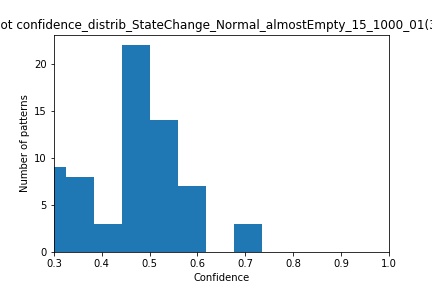 ot confidence_distrib_StateChange_Normal_almostEmpty_15_1000_01(3
20
15
10
5
0
Number of patterns
0.3 0.4 0.5 0.6 0.7 0.8 0.9 1.0
Confidence